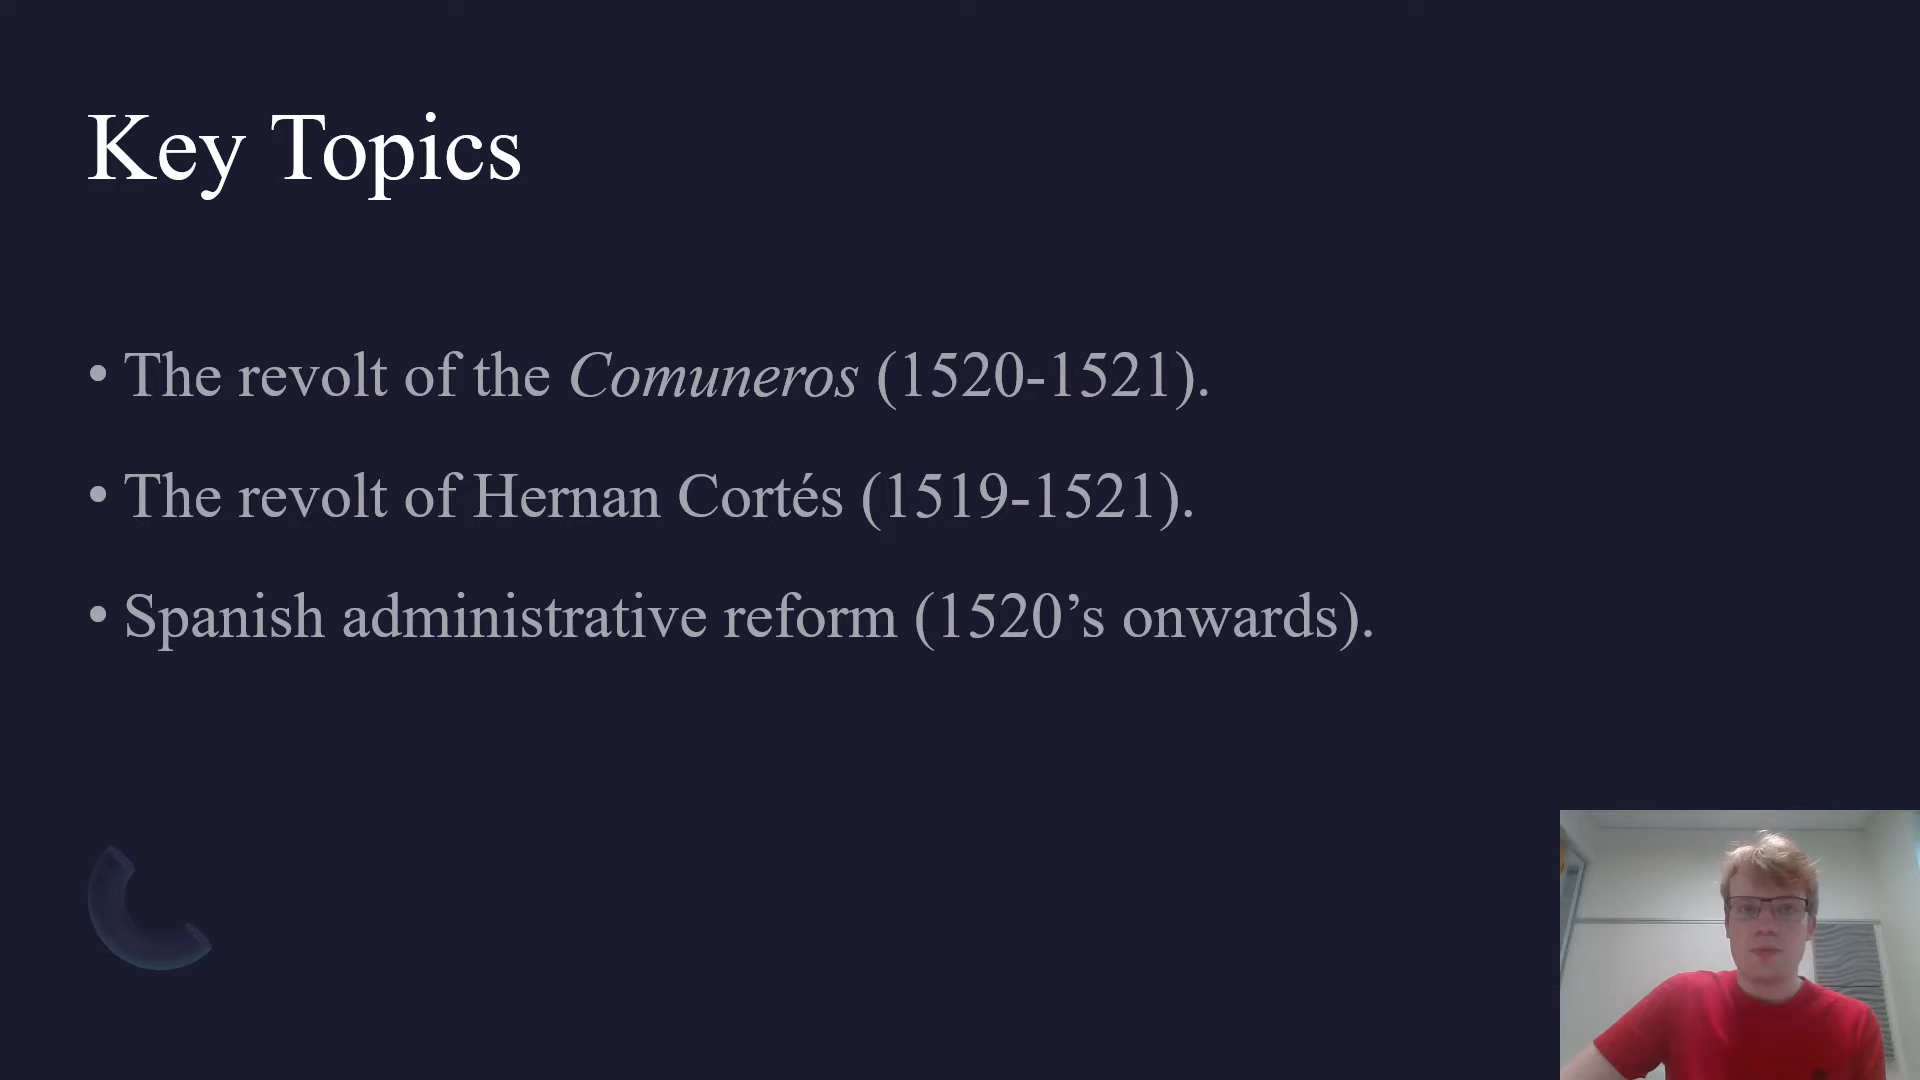 Key Topics
• The revolt of the Comuneros (1520-1521).
• The revolt of Hernan Cortés (1519-1521).
• Spanish administrative reform (1520’s onwards).